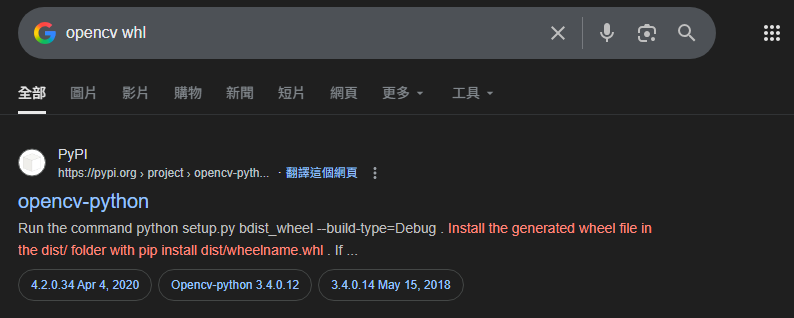 opencv whl
全部 圖片 影片 購物 新聞 短片 網頁 更多 工具
PyPI
https://pypi.org › project › opencv-pyth... · 翻譯這個網頁
opencv-python
Run the command python setup.py bdist_wheel --build-type=Debug . Install the generated wheel file in
the dist/ folder with pip install dist/wheelname.whl . If ...
4.2.0.34 Apr 4, 2020 Opencv-python 3.4.0.12 3.4.0.14 May 15, 2018